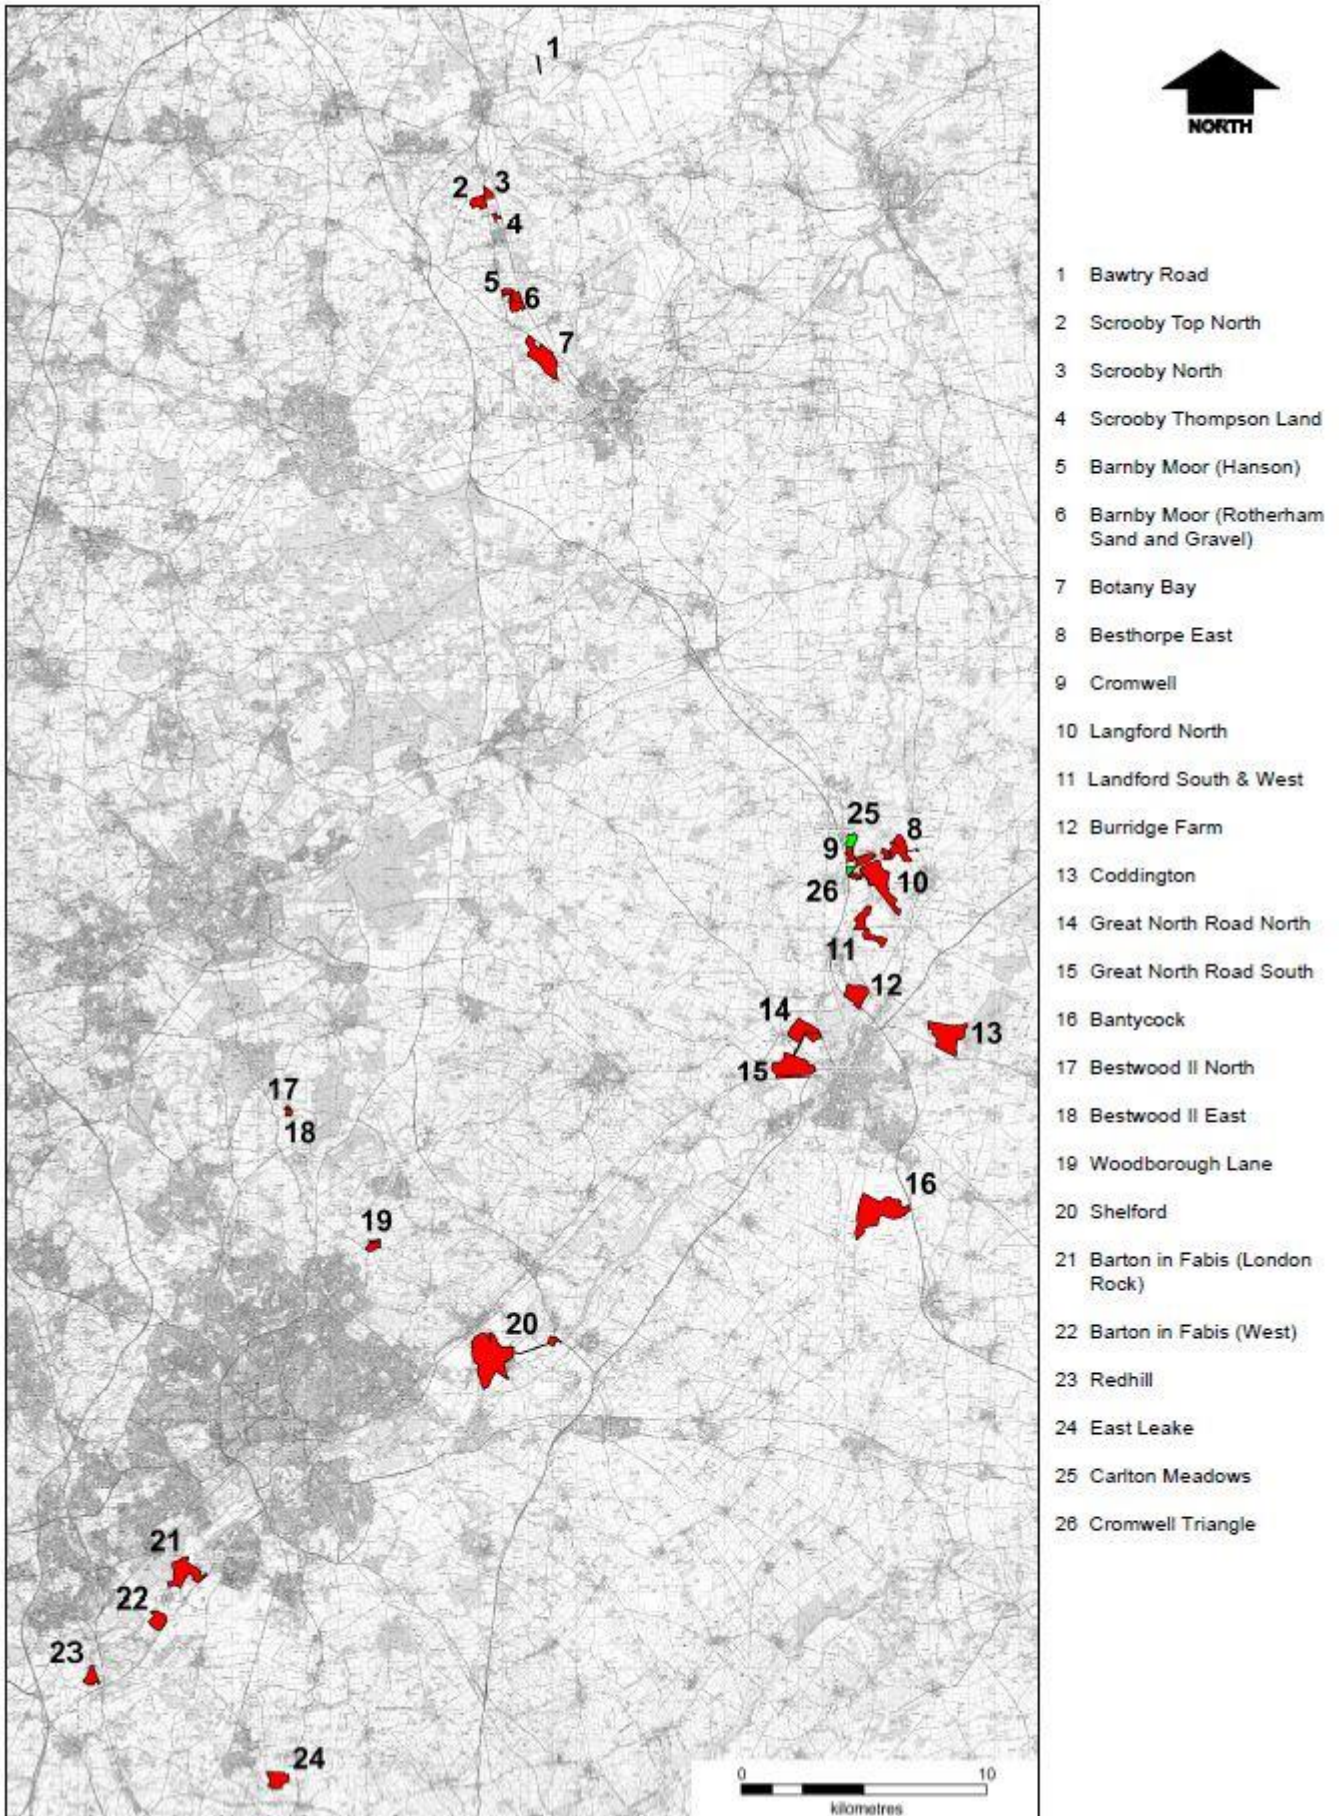 1
2
3
4
5
6
7
25
8
9
10
26
11
12
14
13
15
17
18
16
19
20
21
22
23
24
0
10
kilometres
NORTH
1 Bawtry Road
2 Scrooby Top North
3 Scrooby North
4 Scrooby Thompson Land
5 Barnby Moor (Hanson)
6 Barnby Moor (Rotherham
Sand and Gravel)
7 Botany Bay
8 Besthorpe East
9 Cromwell
10 Langford North
11 Landford South & West
12 Burridge Farm
13 Coddington
14 Great North Road North
15 Great North Road South
16 Bantycock
17 Bestwood II North
18 Bestwood II East
19 Woodborough Lane
20 Shelford
21 Barton in Fabis (London
Rock)
22 Barton in Fabis (West)
23 Redhill
24 East Leake
25 Carlton Meadows
26 Cromwell Triangle